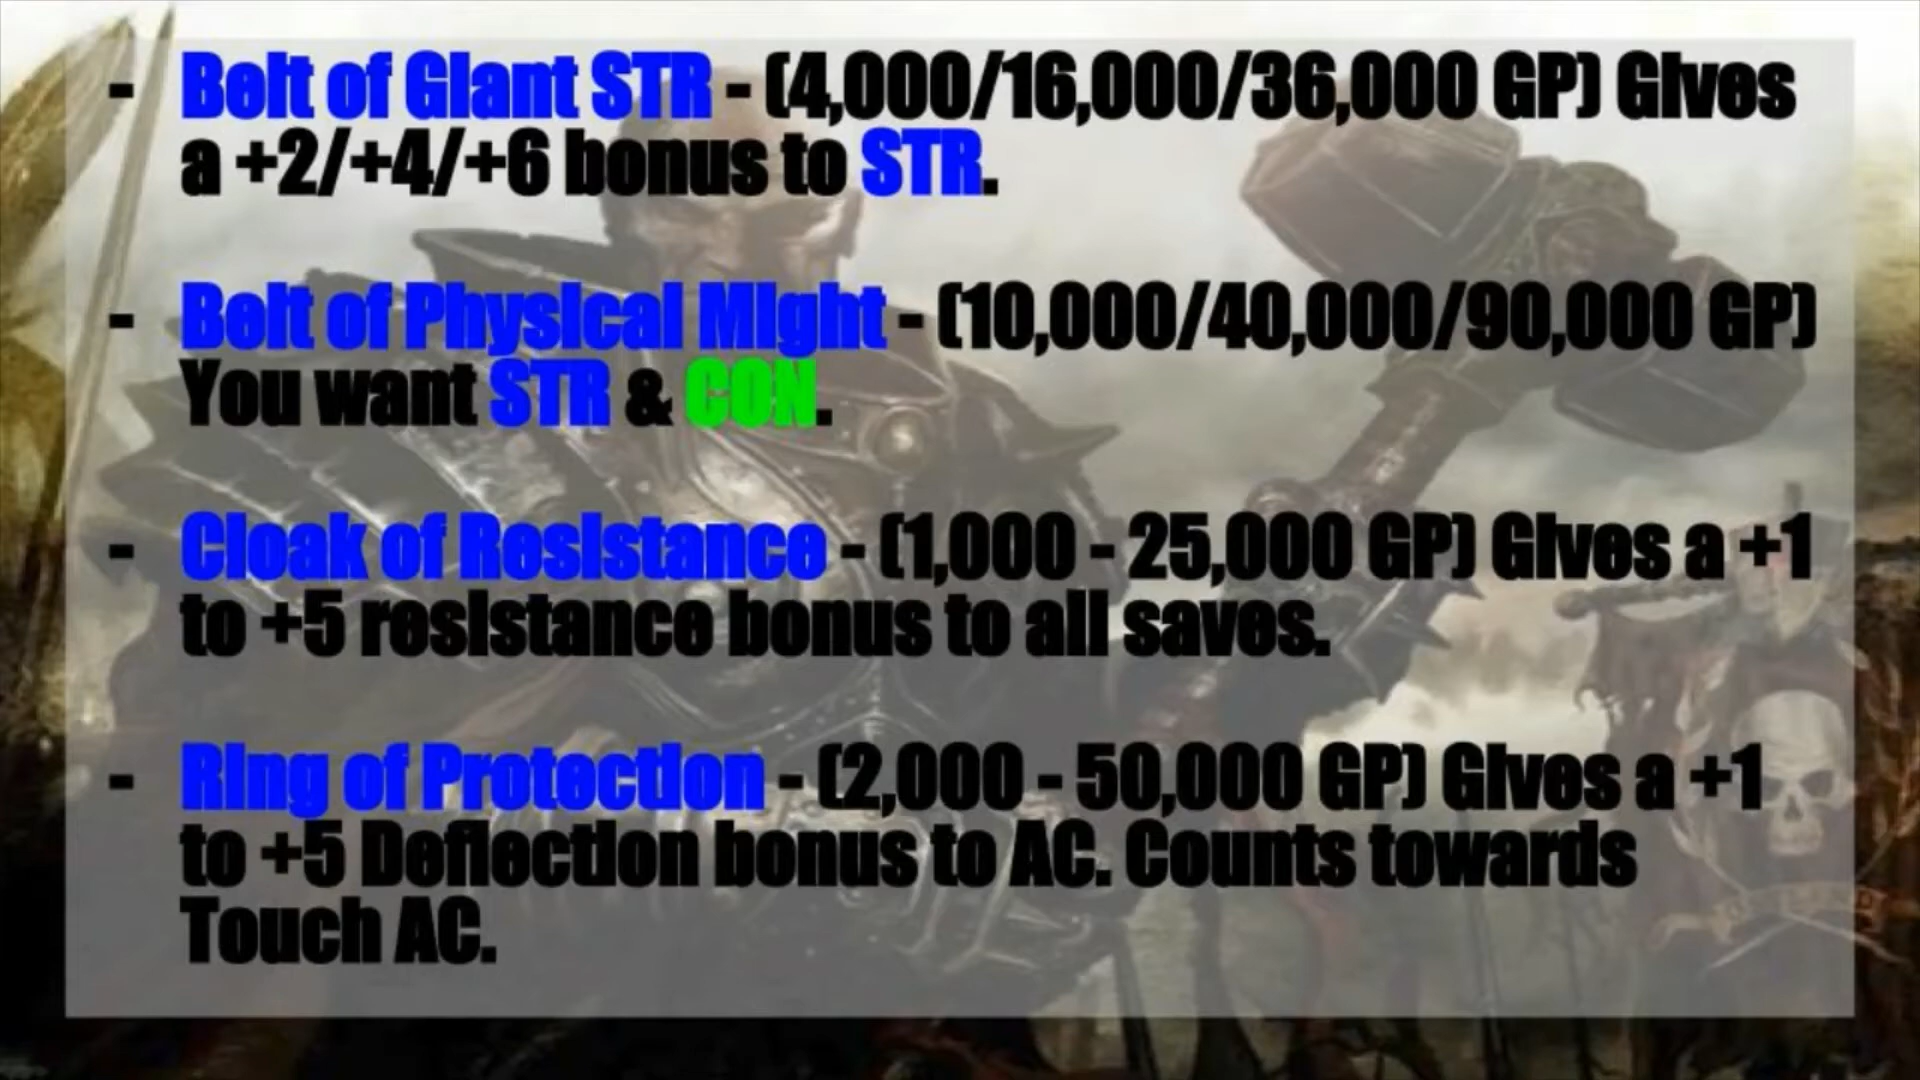 - Belt of Giant STR - (4,000/16,000/36,000 GP) Gives
a +2/+4/+6 bonus to STR.
- Belt of Physical Might - (10,000/40,000/90,000 GP)
You want STR & CON.
- Cloak of Resistance - (1,000 - 25,000 GP) Gives a +1
to +5 resistance bonus to all saves.
- Ring of Protection - (2,000 - 50,000 GP) Gives a +1
to +5 Deflection bonus to AC. Counts towards
Touch AC.